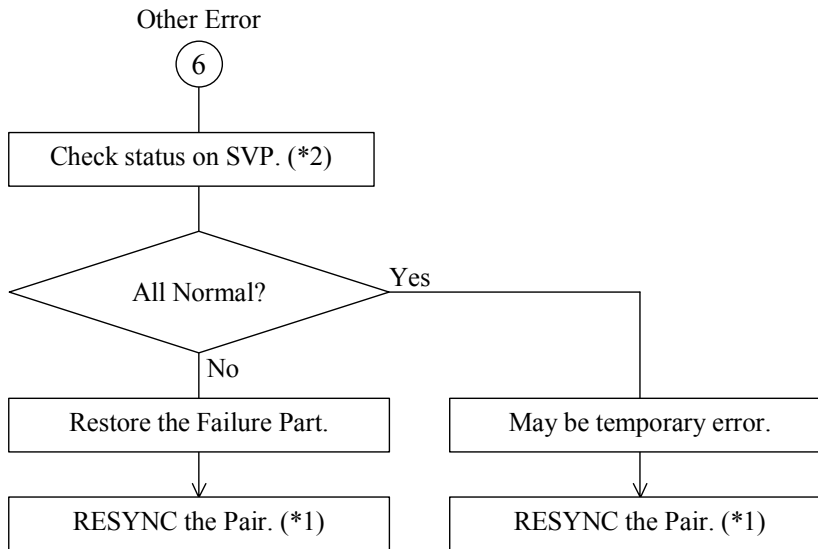 Other Error
6
Check status on SVP. (*2)
All Normal?
Yes
No
Restore the Failure Part.
May be temporary error.
RESYNC the Pair. (*1)
RESYNC the Pair. (*1)